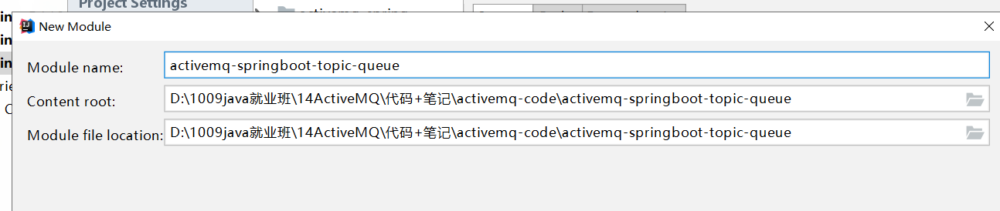 Project Settings
New Module
Module name:
activemq-springboot-topic-queue
Content root:
D:\1009java就业班\14ActiveMQ\代码+笔记\activemq-code\activemq-springboot-topic-queue
Module file location:
D:\1009java就业班\14ActiveMQ\代码+笔记\activemq-code\activemq-springboot-topic-queue